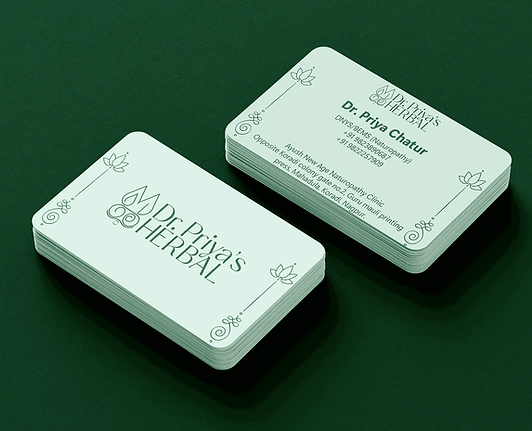 Dr. Priya's
HERBAL
Dr. Priya's
HERBAL
Dr. Priya Chatur
DNYS/BEMS (Naturopathy)
Ayush New Age Naturopathy Clinic
Opposite Koradi colony gate no.2, Guru mauli printing
press, Mahadula, Koradi, Nagpur